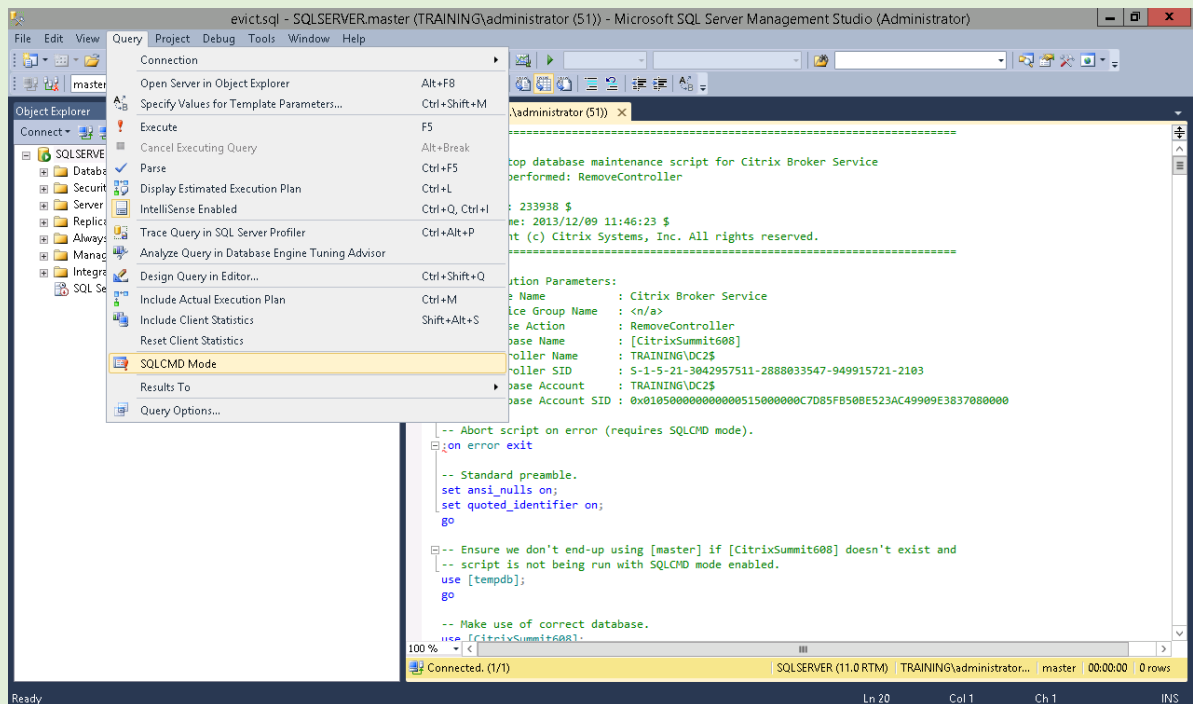 evict.sql - SQLSERVER.master (TRAINING\administrator (51)) - Microsoft SQL Server Management Studio (Administrator)
File Edit View Query Project Debug Tools Window Help
master
Object Explorer
Connect
SQLSERVE
Databa
Securit
Server
Replica
Always
Manag
Integra
SQL Se
Connection
Open Server in Object Explorer Alt+F8
Specify Values for Template Parameters... Ctrl+Shift+M
Execute F5
Cancel Executing Query Alt+Break
Parse Ctrl+F5
Display Estimated Execution Plan Ctrl+L
IntelliSense Enabled Ctrl+Q, Ctrl+I
Trace Query in SQL Server Profiler Ctrl+Alt+P
Analyze Query in Database Engine Tuning Advisor
Design Query in Editor... Ctrl+Shift+Q
Include Actual Execution Plan Ctrl+M
Include Client Statistics Shift+Alt+S
Reset Client Statistics
SQLCMD Mode
Results To
Query Options...
.\administrator (51))
================================================================
top database maintenance script for Citrix Broker Service
performed: RemoveController
: 233938 $
me: 2013/12/09 11:46:23 $
nt (c) Citrix Systems, Inc. All rights reserved.
================================================================
ution Parameters:
e Name : Citrix Broker Service
ice Group Name : <n/a>
se Action : RemoveController
base Name : [CitrixSummit608]
roller Name : TRAINING\DC2$
roller SID : S-1-5-21-3042957511-2888033547-949915721-2103
base Account : TRAINING\DC2$
base Account SID : 0x010500000000000515000000C7D85FB50BE523AC49909E3837080000
-- Abort script on error (requires SQLCMD mode).
:on error exit
-- Standard preamble.
set ansi_nulls on;
set quoted_identifier on;
go
-- Ensure we don't end-up using [master] if [CitrixSummit608] doesn't exist and
-- script is not being run with SQLCMD mode enabled.
use [tempdb];
go
-- Make use of correct database.
use [CitrixSummit608];
100 %
Connected. (1/1) SQLSERVER (11.0 RTM) TRAINING\administrator... master 00:00:00 0 rows
Ready Ln 20 Col 1 Ch 1 INS